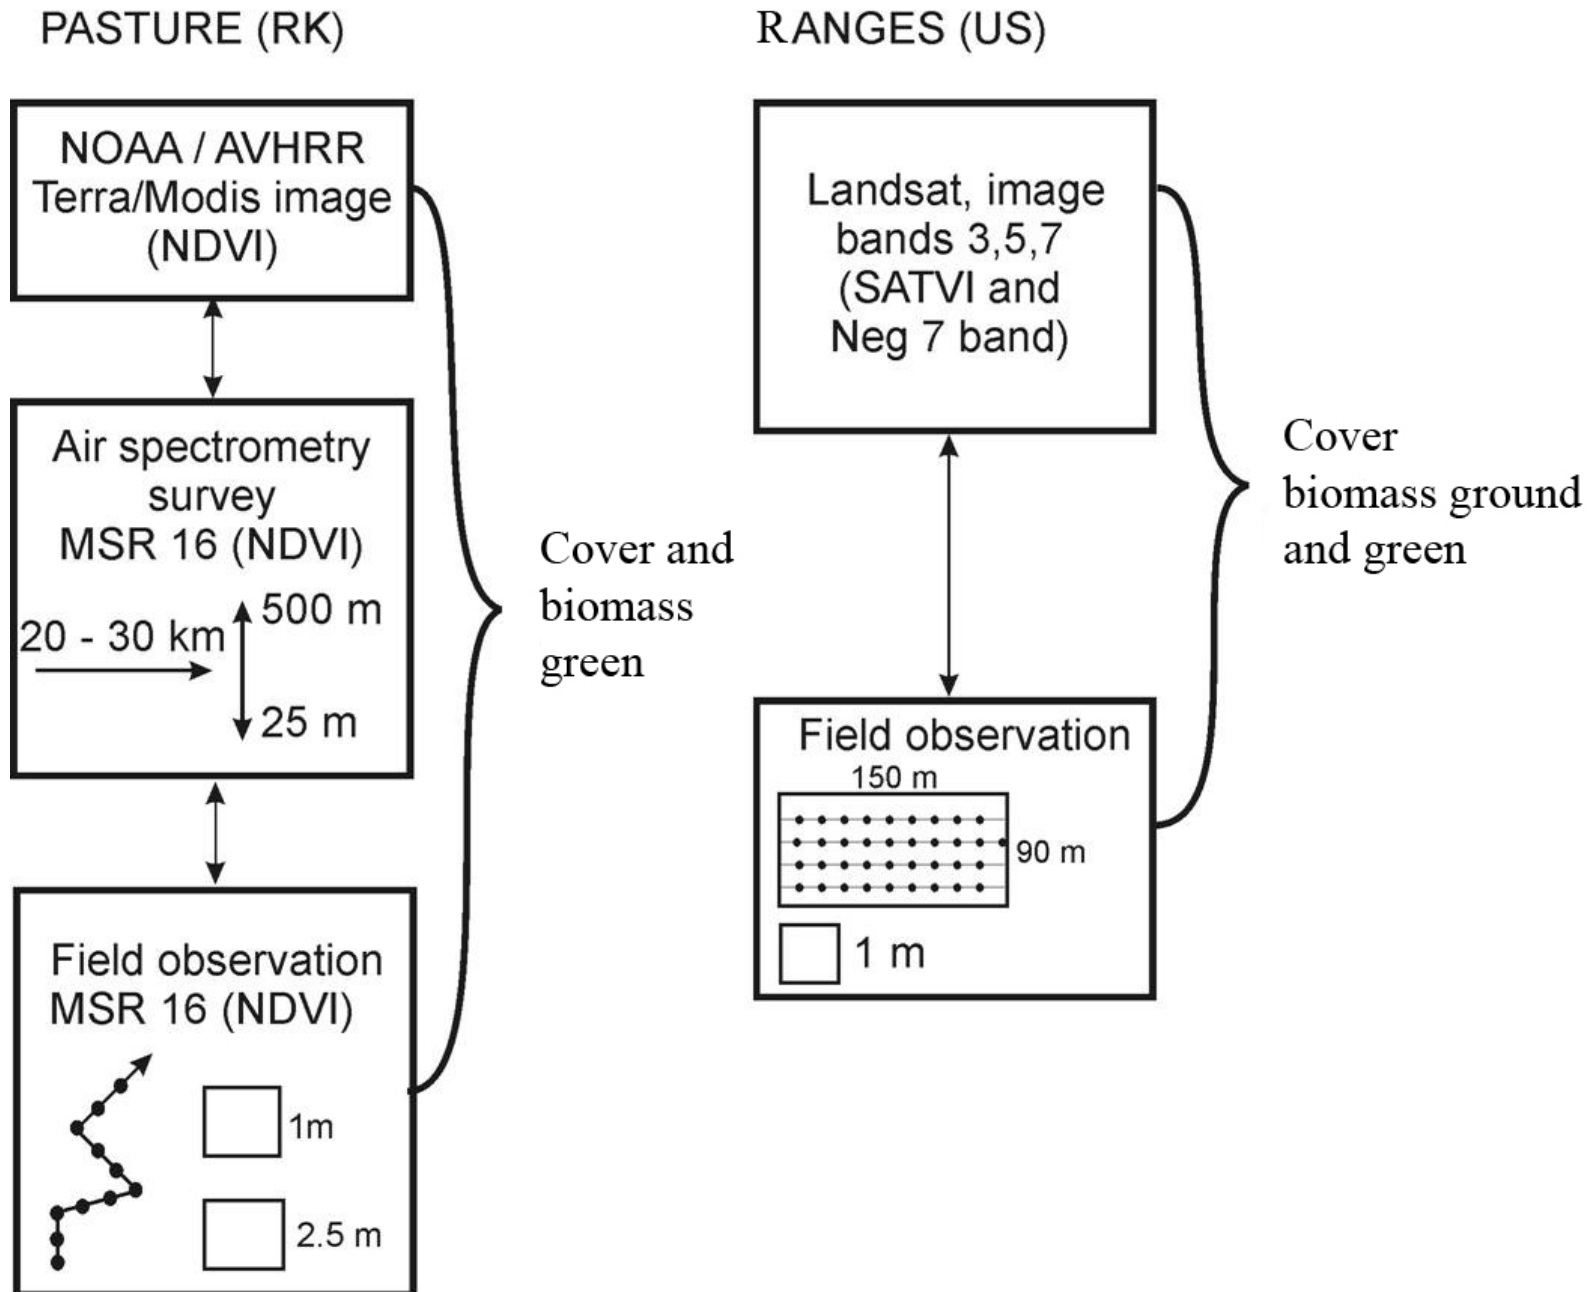 PASTURE (RK)
NOAA / AVHRR
Terra/Modis image
(NDVI)
Air spectrometry
survey
MSR 16 (NDVI)
20 - 30 km
500 m
25 m
Field observation
MSR 16 (NDVI)
1m
2.5 m
Cover and
biomass
green
RANGES (US)
Landsat, image
bands 3,5,7
(SATVI and
Neg 7 band)
Field observation
150 m
90 m
1 m
Cover
biomass ground
and green